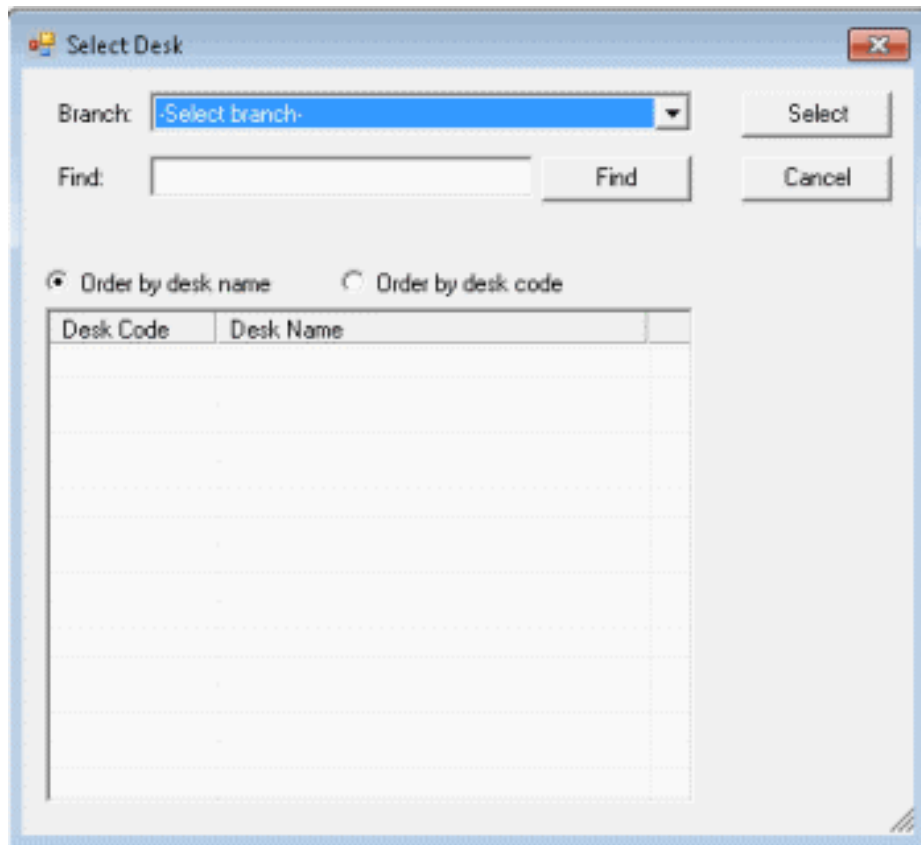 Select Desk
Branch: -Select branch- Select
Find: Find Cancel
Order by desk name Order by desk code
Desk Code Desk Name